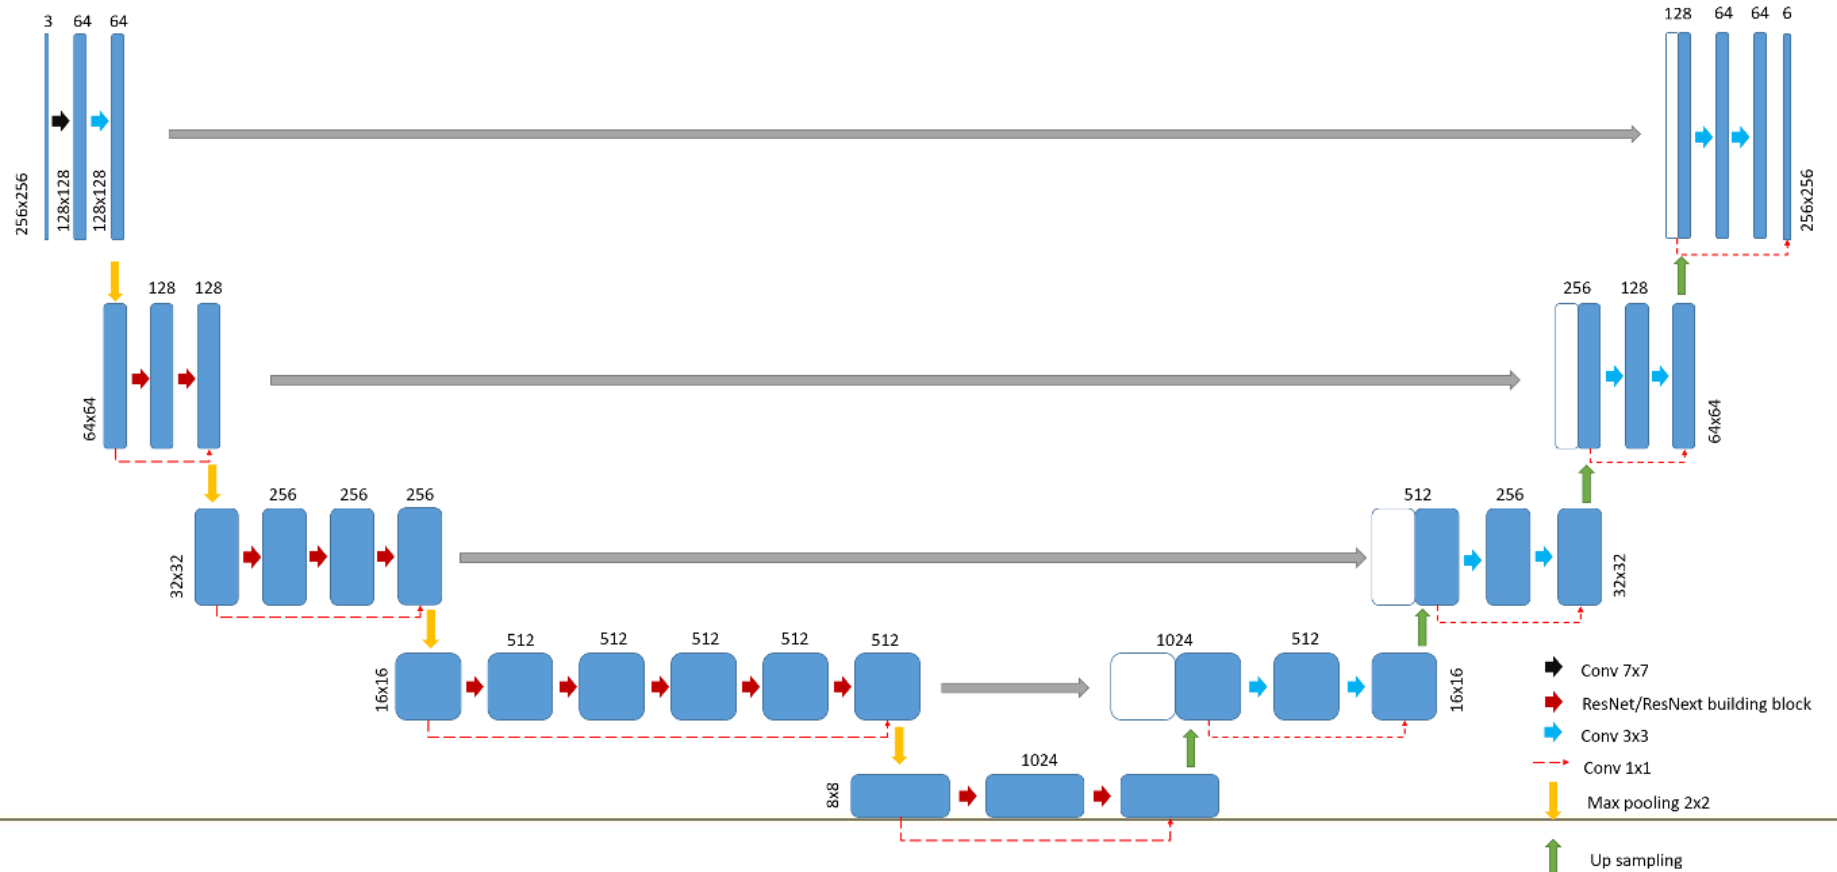 3 64 64
128 64 64 6
256x256
128x128
128x128
256x256
128 128
256 128
64x64
64x64
256 256 256
512 256
32x32
32x32
512 512 512 512 512
1024 512
16x16
16x16
1024
8x8
Conv 7x7
ResNet/ResNext building block
Conv 3x3
Conv 1x1
Max pooling 2x2
Up sampling